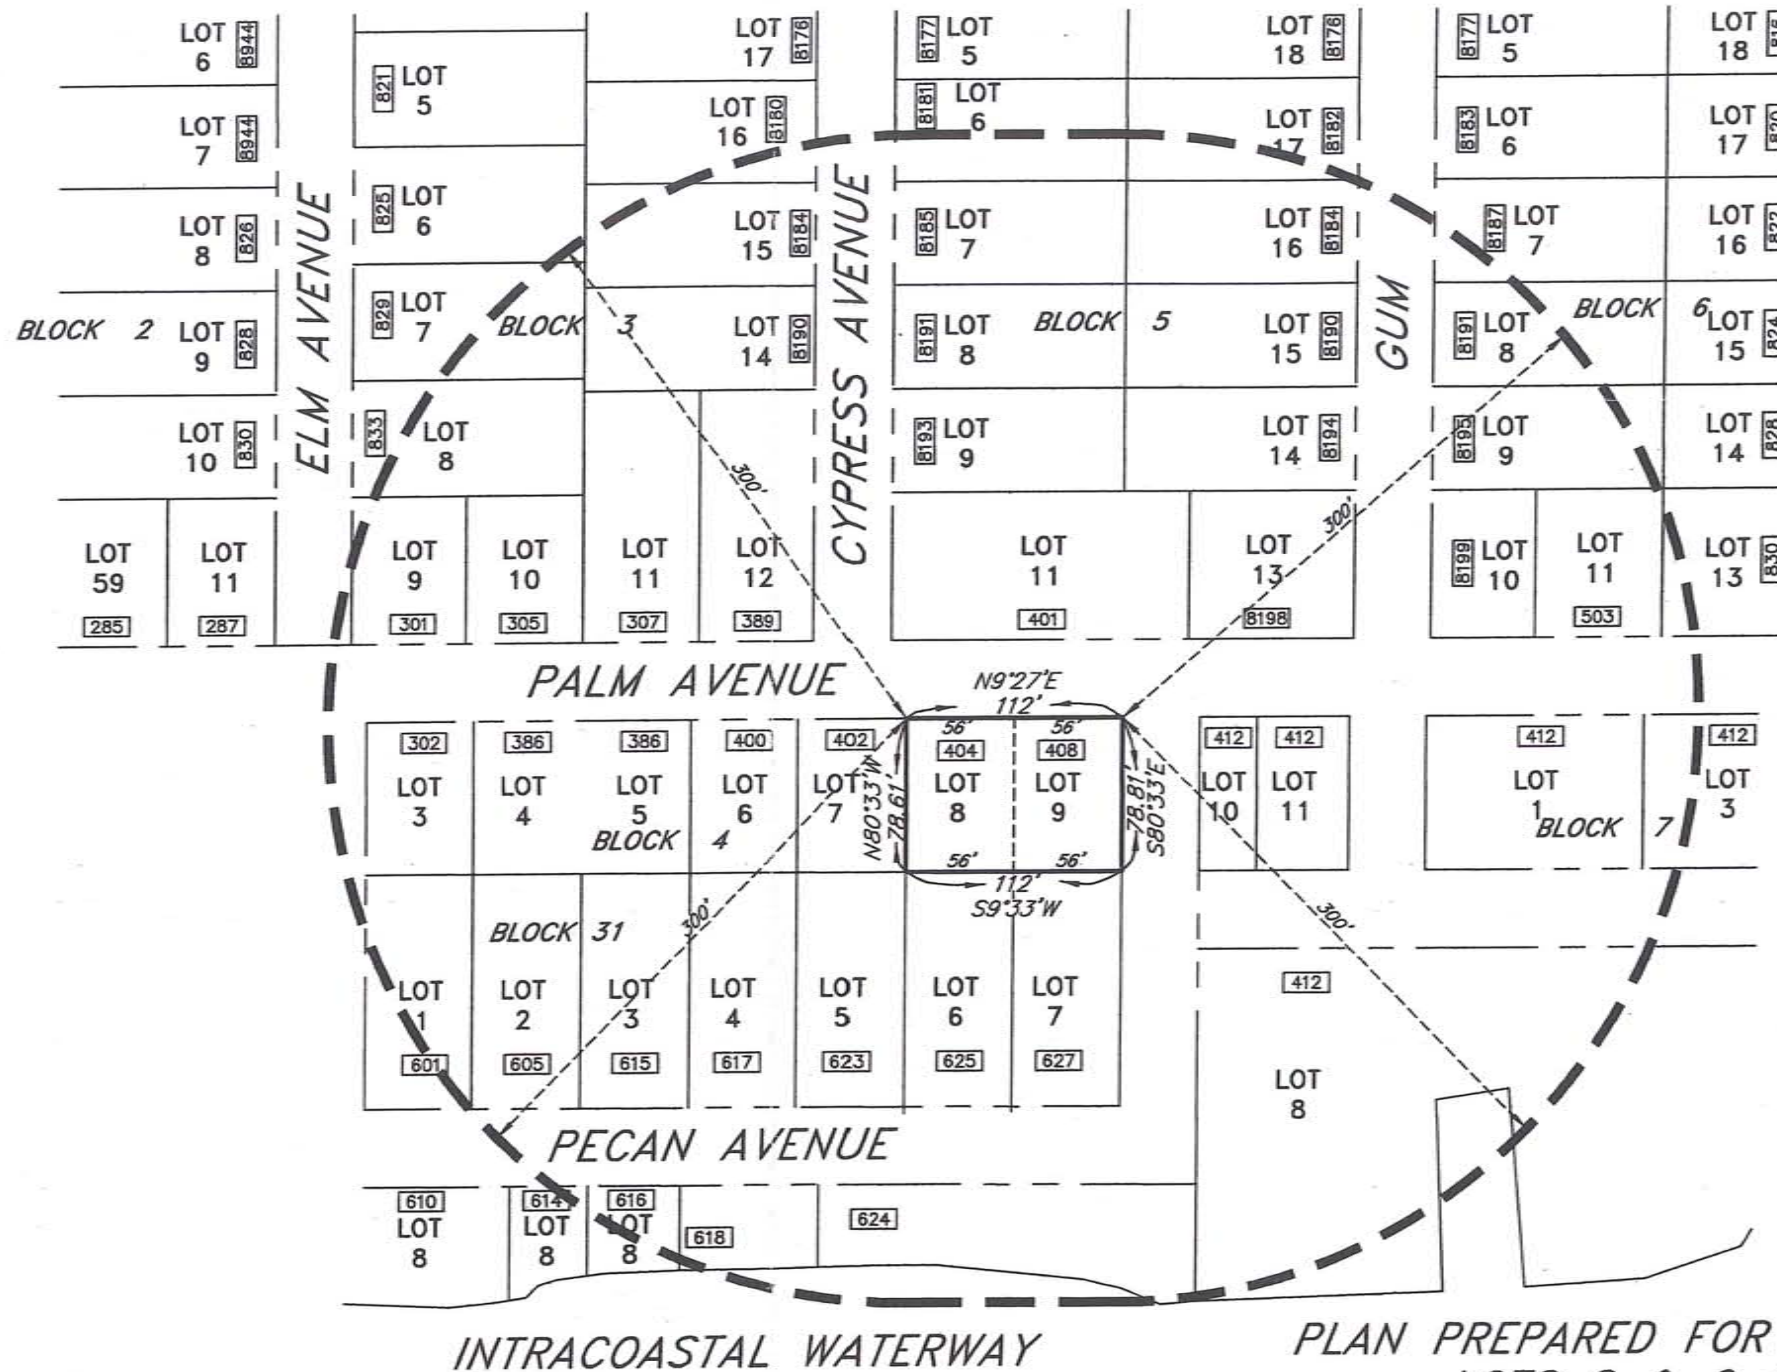 LOT 6 8944
LOT 7 8944
LOT 8 826
BLOCK 2
LOT 9 828
LOT 10 830
LOT 59 285
LOT 11 287
ELM AVENUE
821 LOT 5
825 LOT 6
829 LOT 7
BLOCK 3
833 LOT 8
LOT 9 301
LOT 10 305
LOT 11 307
LOT 12 389
LOT 17 8176
LOT 16 8180
LOT 15 8184
LOT 14 8190
300'
CYPRESS AVENUE
8177 LOT 5
8181 LOT 6
8185 LOT 7
8191 LOT 8
BLOCK 5
8193 LOT 9
LOT 11 401
LOT 18 8176
LOT 17 8182
LOT 16 8184
LOT 15 8190
LOT 14 8194
LOT 13 8198
300'
GUM
8177 LOT 5
8183 LOT 6
8187 LOT 7
8191 LOT 8
BLOCK 6
8195 LOT 9
8199 LOT 10
LOT 11 503
LOT 18
LOT 17 820
LOT 16 822
LOT 15 824
LOT 14 828
LOT 13 830
PALM AVENUE
N9°27'E
112'
56' 56'
302 LOT 3
386 LOT 4
386 LOT 5
400 LOT 6
402 LOT 7
BLOCK 4
N80°33'W
78.61'
404 LOT 8
408 LOT 9
78.81'
S80°33'E
56' 56'
112'
S9°33'W
412 LOT 10
412 LOT 11
412 LOT 1
BLOCK 7
412 LOT 3
BLOCK 31
300'
300'
LOT 1 601
LOT 2 605
LOT 3 615
LOT 4 617
LOT 5 623
LOT 6 625
LOT 7 627
412
LOT 8
PECAN AVENUE
610 LOT 8
614 LOT 8
616 LOT 8
618
624
INTRACOASTAL WATERWAY
PLAN PREPARED FOR